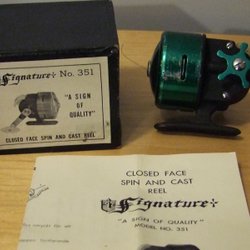 Signature No. 351
"A SIGN
OF
QUALITY"
CLOSED FACE SPIN AND CAST REEL
CLOSED FACE
SPIN AND CAST
REEL
Signature
"A SIGN OF QUALITY"
MODEL NO. 351